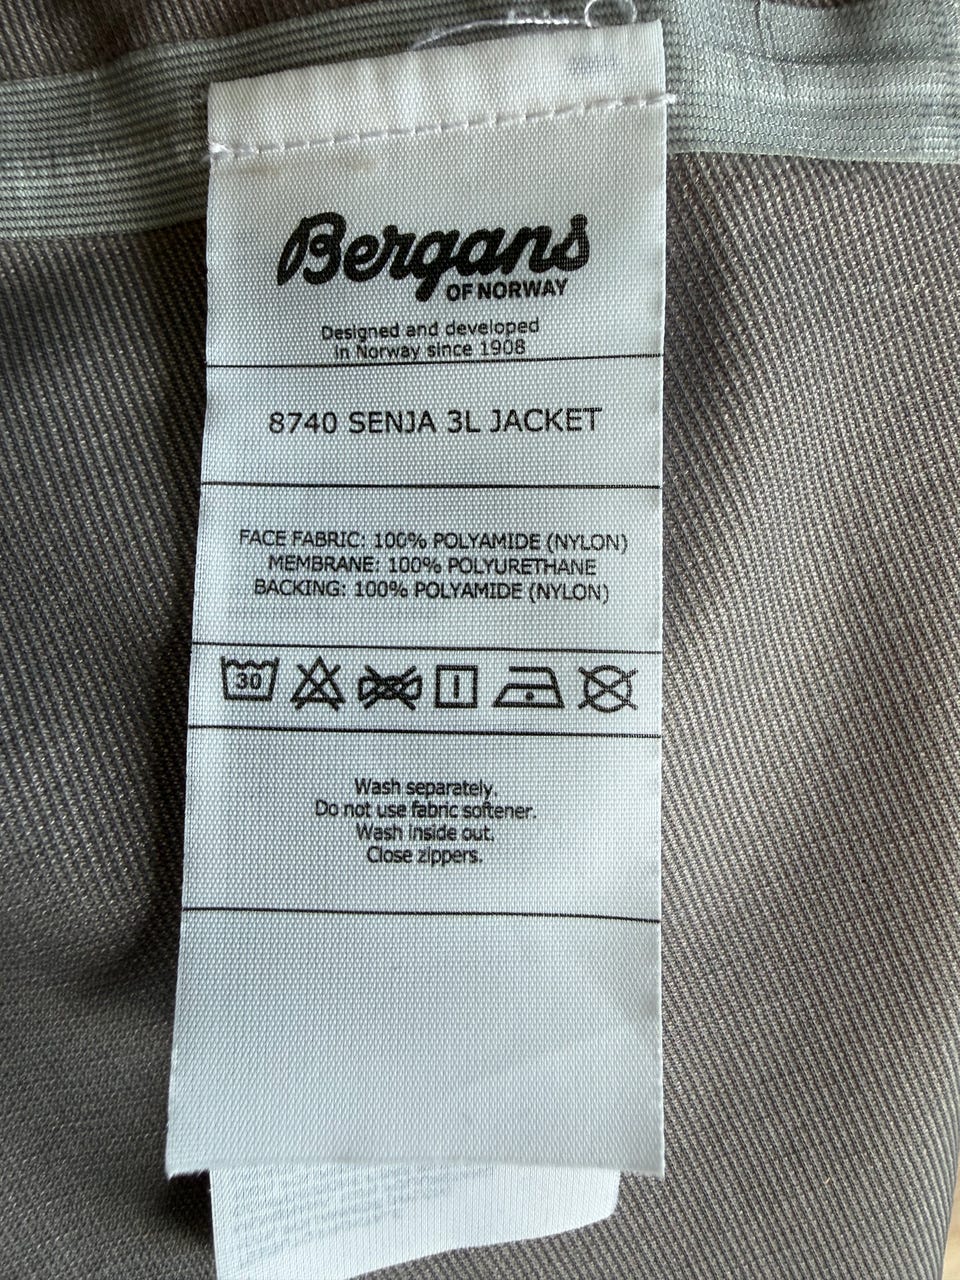 Bergans
OF NORWAY
Designed and developed
in Norway since 1908
8740 SENJA 3L JACKET
FACE FABRIC: 100% POLYAMIDE (NYLON)
MEMBRANE: 100% POLYURETHANE
BACKING: 100% POLYAMIDE (NYLON)
30
Wash separately.
Do not use fabric softener.
Wash inside out.
Close zippers.